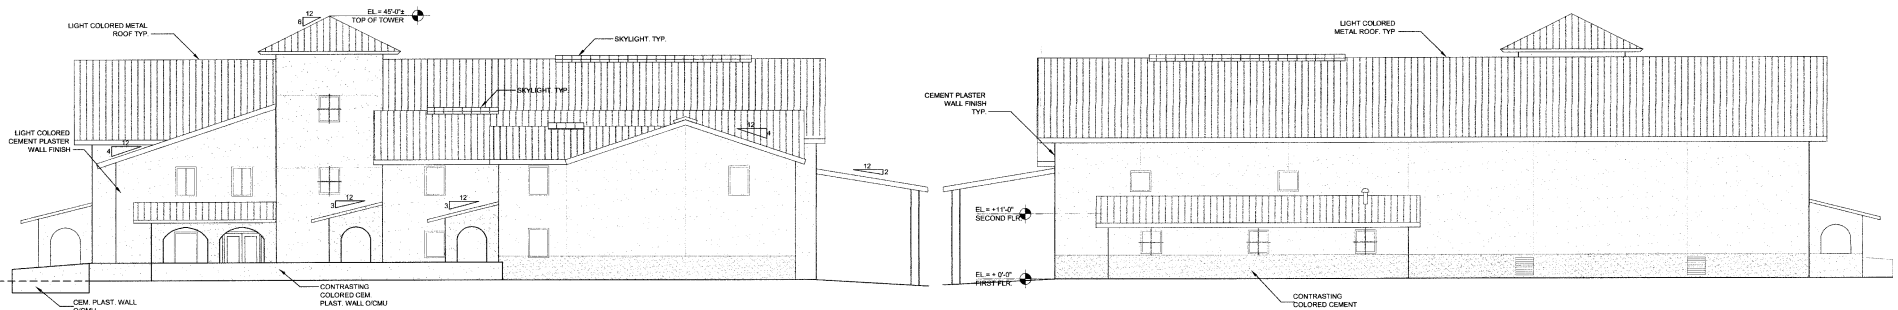 12
6
EL = 45'-0"±
TOP OF TOWER
LIGHT COLORED METAL
ROOF TYP.
SKYLIGHT. TYP.
SKYLIGHT. TYP.
LIGHT COLORED
CEMENT PLASTER
WALL FINISH
12
4
12
4
12
2
12
3
12
3
CEM. PLAST. WALL
O/CMU
CONTRASTING
COLORED CEM.
PLAST. WALL O/CMU
LIGHT COLORED
METAL ROOF. TYP
CEMENT PLASTER
WALL FINISH
TYP.
EL = +11'-0"
SECOND FLR.
EL = + 0'-0"
FIRST FLR.
CONTRASTING
COLORED CEMENT